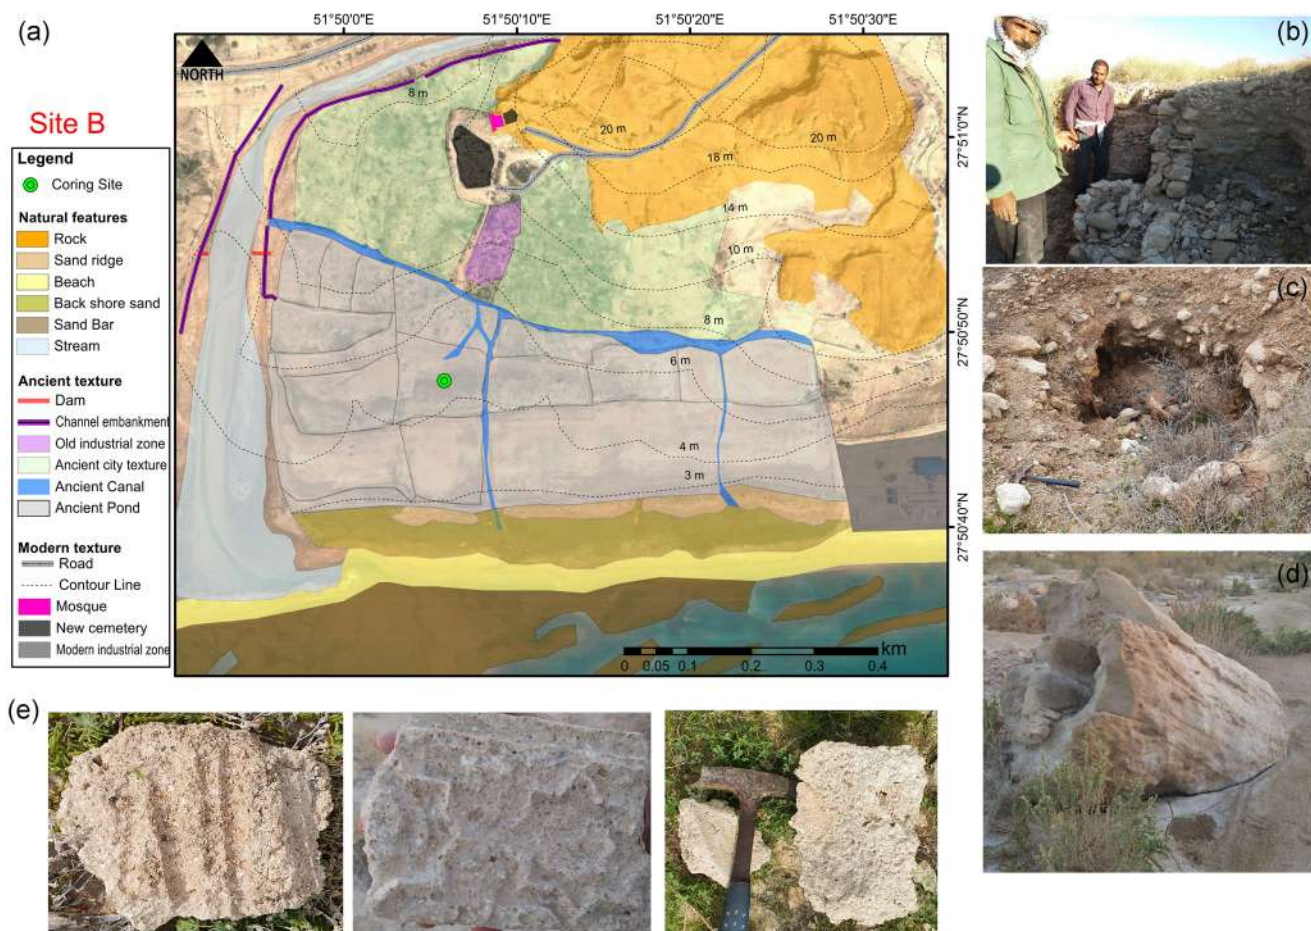 (a)
51°50'0"E
51°50'10"E
51°50'20"E
51°50'30"E
NORTH
Site B
Legend
Coring Site
Natural features
Rock
Sand ridge
Beach
Back shore sand
Sand Bar
Stream
Ancient texture
Dam
Channel embankment
Old industrial zone
Ancient city texture
Ancient Canal
Ancient Pond
Modern texture
Road
Contour Line
Mosque
New cemetery
Modern industrial zone
8 m
20 m
20 m
18 m
14 m
10 m
8 m
6 m
4 m
3 m
27°51'0"N
27°50'50"N
27°50'40"N
km
0 0.05 0.1 0.2 0.3 0.4
(b)
(c)
(d)
(e)